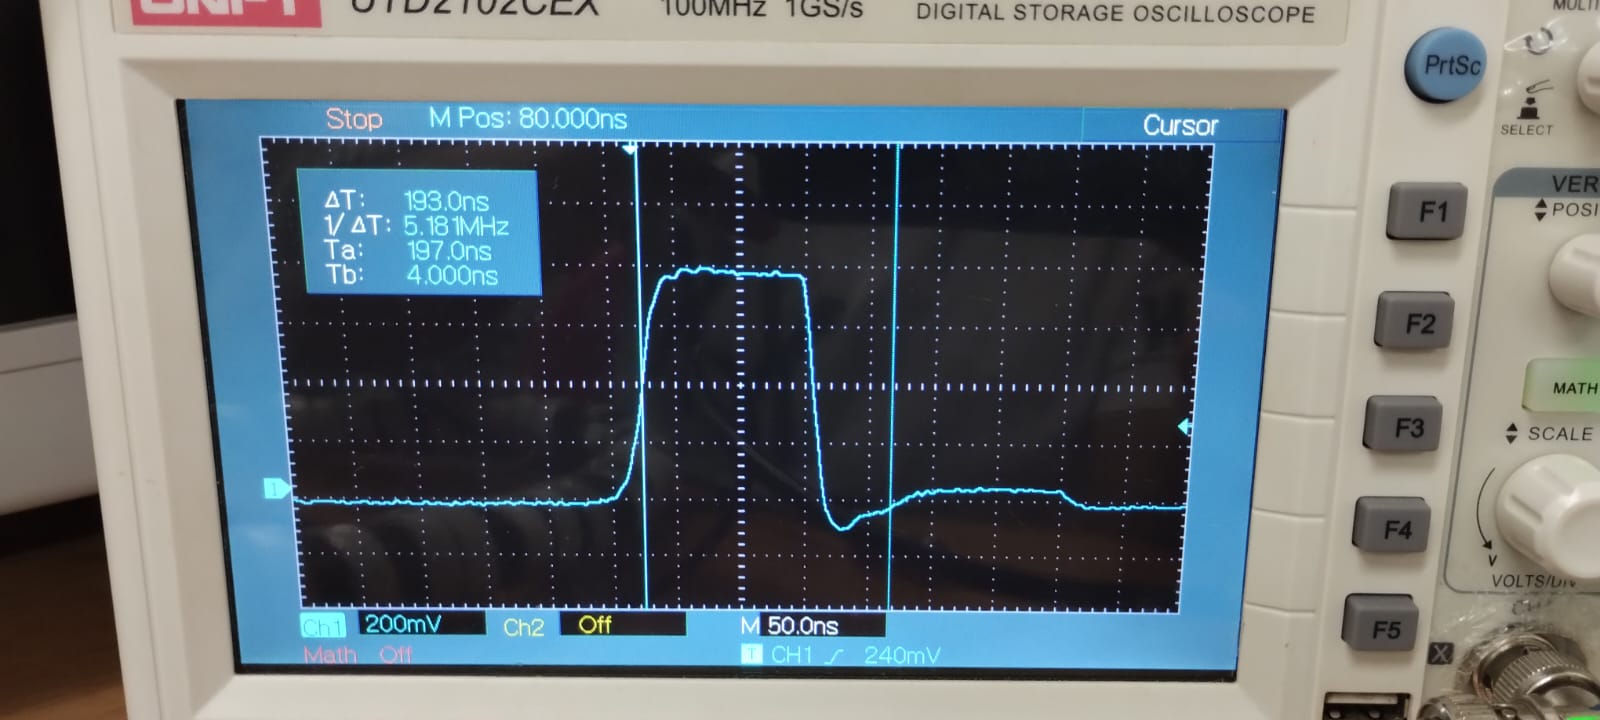 UNI-T UTD2102CEX 100MHz 1GS/s DIGITAL STORAGE OSCILLOSCOPE
MULTI
PrtSc
SELECT
Stop M Pos: 80.000ns Cursor
ΔT: 193.0ns
1/ΔT: 5.181MHz
Ta: 197.0ns
Tb: 4.000ns
1
Ch1 200mV Ch2 Off M 50.0ns
Math Off T CH1 240mV
F1
F2
F3
F4
F5
VER
POSI
MATH
SCALE
V
VOLTS/DIV
X